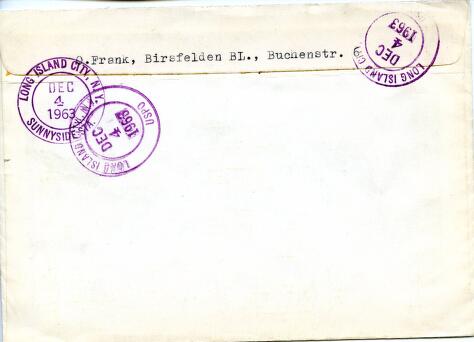 O.Frank, Birsfelden BL., Buchenstr.
LONG ISLAND CITY, N.Y.
DEC
4
1963
SUNNYSIDE
LONG ISLAND
DEC
4
1963
USPO
LONG ISLAND
DEC
4
1963